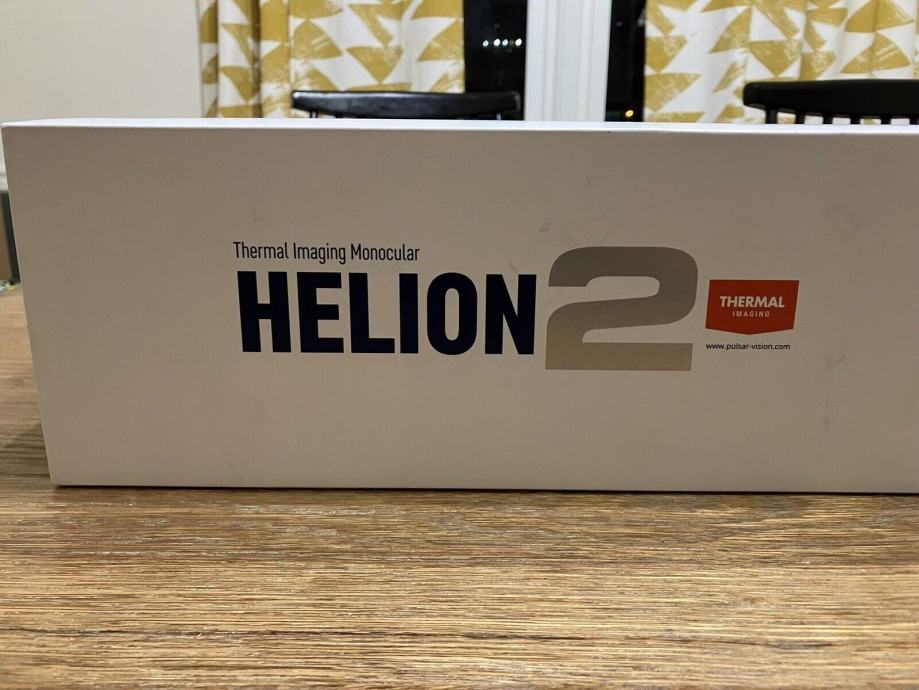 Thermal Imaging Monocular
HELION2
THERMAL
IMAGING
www.pulsar-vision.com